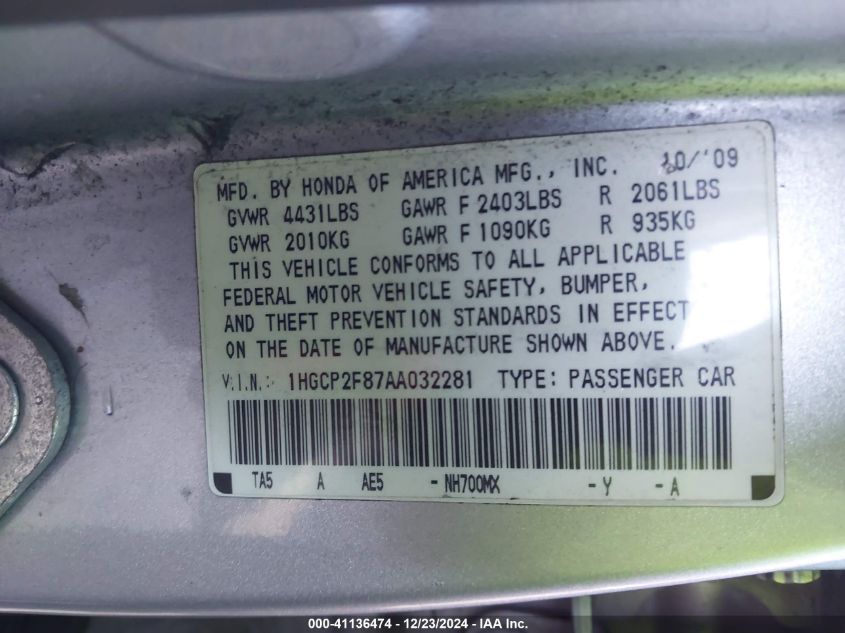 MFD. BY HONDA OF AMERICA MFG., INC. 10/'09
GVWR 4431LBS GAWR F 2403LBS R 2061LBS
GVWR 2010KG GAWR F 1090KG R 935KG
THIS VEHICLE CONFORMS TO ALL APPLICABLE
FEDERAL MOTOR VEHICLE SAFETY, BUMPER,
AND THEFT PREVENTION STANDARDS IN EFFECT
ON THE DATE OF MANUFACTURE SHOWN ABOVE.
V.I.N.: 1HGCP2F87AA032281 TYPE: PASSENGER CAR
TA5 A AE5 - NH700MX - Y - A
000-41136474 - 12/23/2024 - IAA Inc.